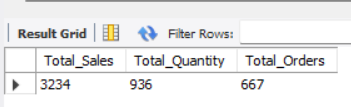 Result Grid Filter Rows:
Total_Sales Total_Quantity Total_Orders
3234 936 667